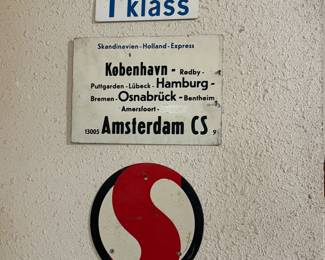 1 klass
Skandinavien-Holland-Express
København - Rødby-
Puttgarden-Lübeck-Hamburg-
Bremen-Osnabrück-Bentheim
Amersfoort-
13005 Amsterdam CS 9